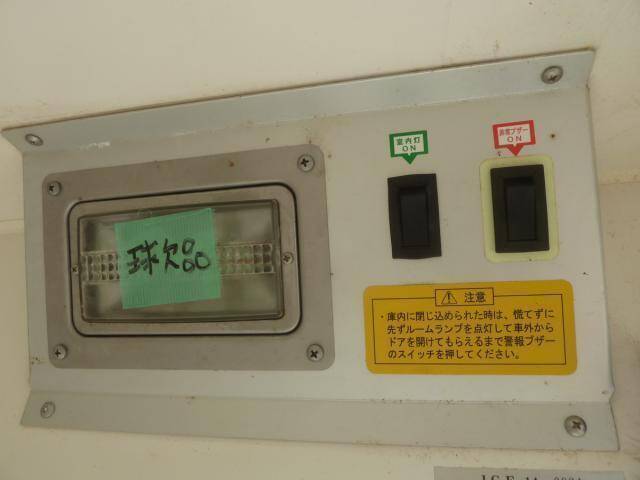 室内灯
ON
非常ブザー
ON
球欠品
⚠ 注意
・庫内に閉じ込められた時は、慌てずに
先ずルームランプを点灯して車外から
ドアを開けてもらえるまで警報ブザー
のスイッチを押してください。